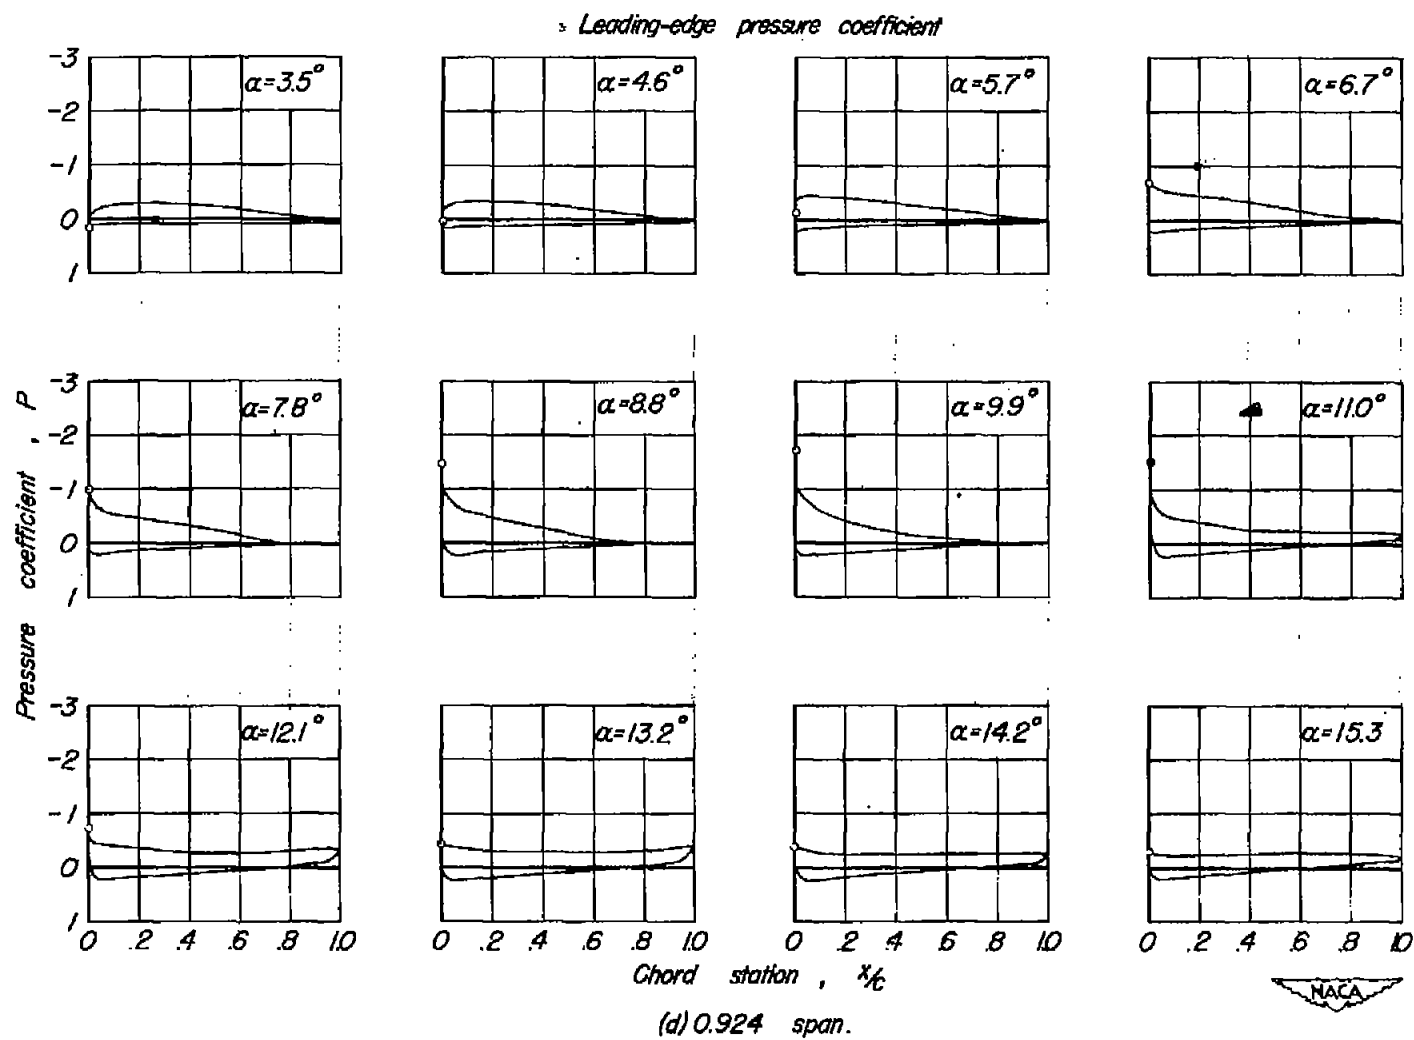 Leading-edge pressure coefficient
-3 α=3.5° α=4.6° α=5.7° α=6.7°
-2
-1
0
1
-3 α=7.8° α=8.8° α=9.9° α=11.0°
-2
-1
0
1
Pressure coefficient , P
-3 α=12.1° α=13.2° α=14.2° α=15.3
-2
-1
0
1
0 .2 .4 .6 .8 1.0 0 .2 .4 .6 .8 1.0 0 .2 .4 .6 .8 1.0 0 .2 .4 .6 .8 1.0
Chord station , x/c
NACA
(d) 0.924 span.